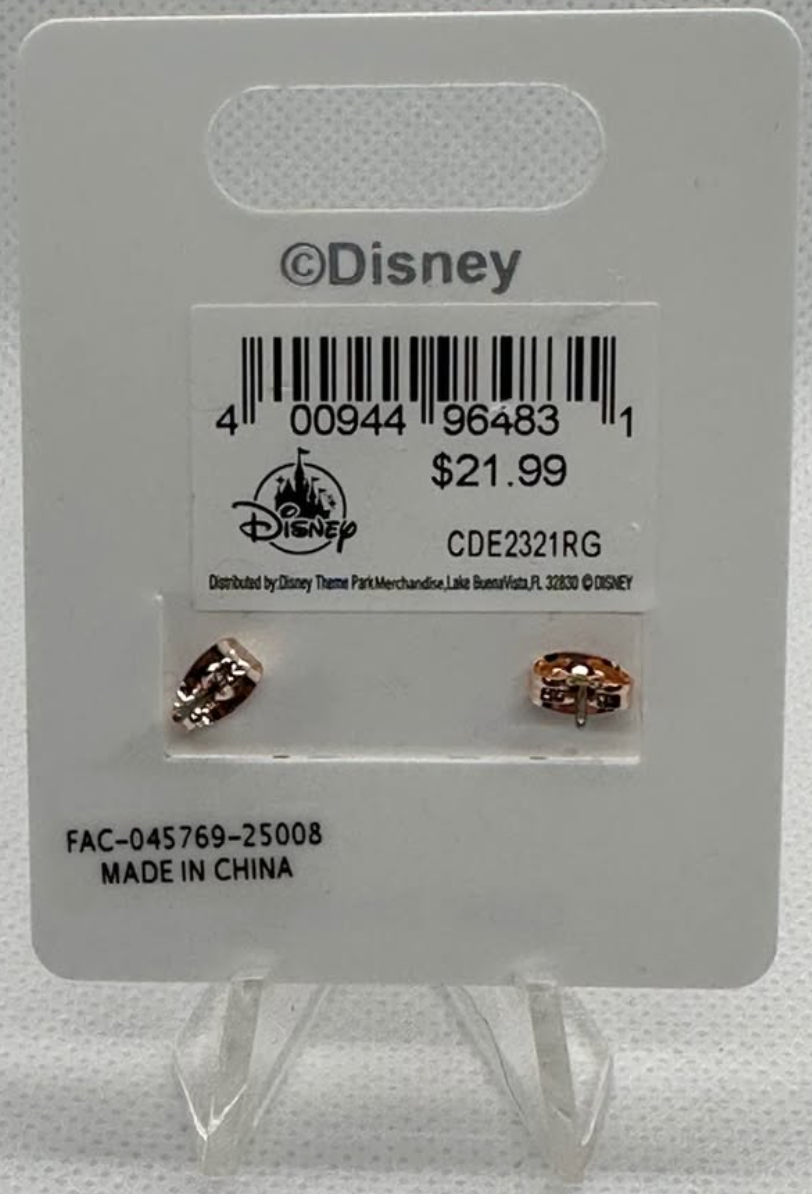 ©Disney
4 00944 96483 1
$21.99
Disney
CDE2321RG
Distributed by:Disney Theme Park Merchandise,Lake Buena Vista,FL 32830 © DISNEY
FAC-045769-25008
MADE IN CHINA